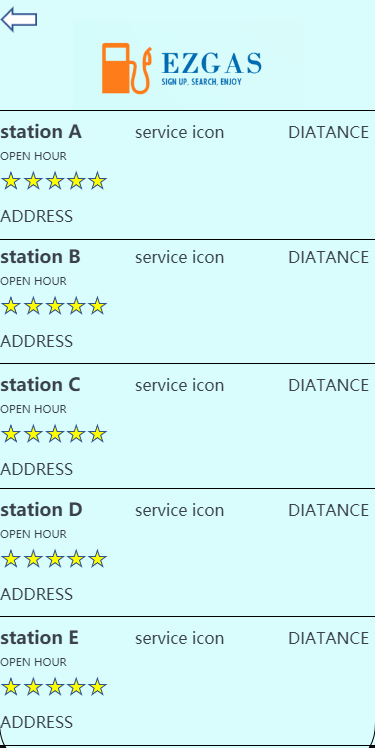 EZGAS
SIGN UP, SEARCH, ENJOY
station A service icon DIATANCE
OPEN HOUR
ADDRESS
station B service icon DIATANCE
OPEN HOUR
ADDRESS
station C service icon DIATANCE
OPEN HOUR
ADDRESS
station D service icon DIATANCE
OPEN HOUR
ADDRESS
station E service icon DIATANCE
OPEN HOUR
ADDRESS